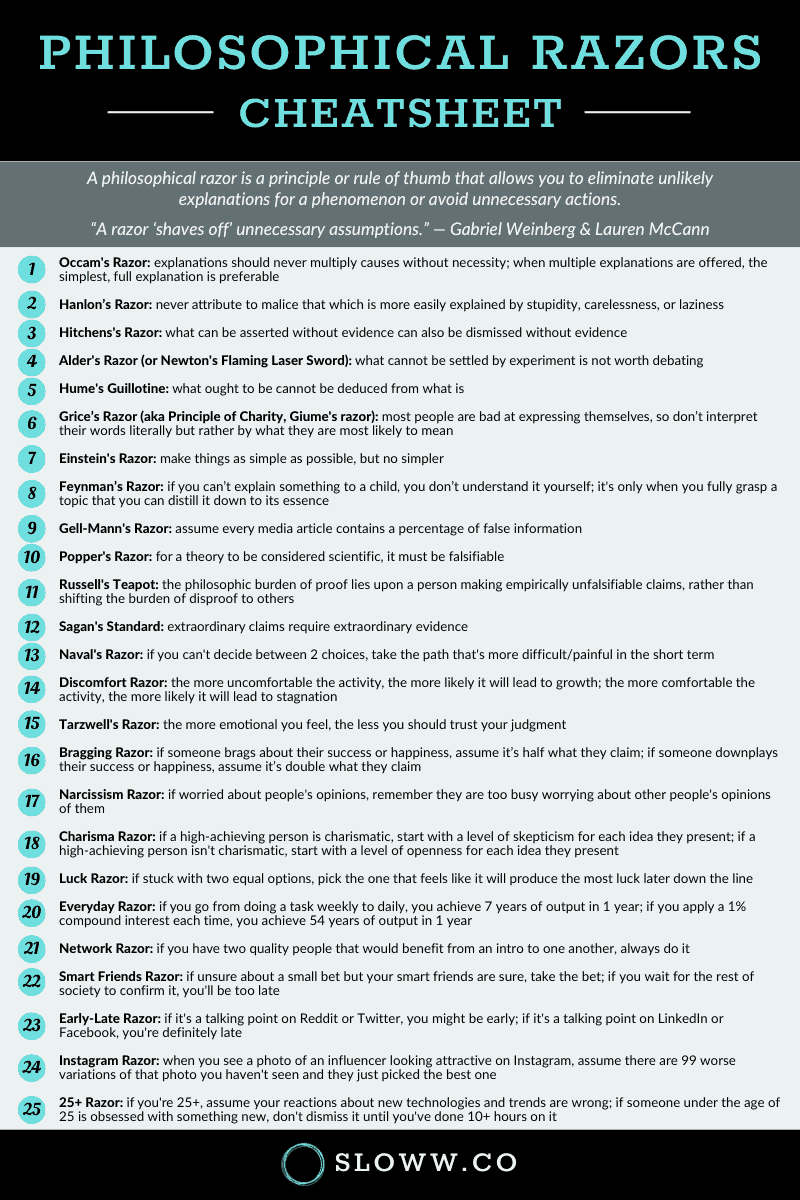 PHILOSOPHICAL RAZORS
CHEATSHEET
A philosophical razor is a principle or rule of thumb that allows you to eliminate unlikely
explanations for a phenomenon or avoid unnecessary actions.
“A razor ‘shaves off’ unnecessary assumptions.” — Gabriel Weinberg & Lauren McCann
1 Occam's Razor: explanations should never multiply causes without necessity; when multiple explanations are offered, the
simplest, full explanation is preferable
2 Hanlon’s Razor: never attribute to malice that which is more easily explained by stupidity, carelessness, or laziness
3 Hitchens's Razor: what can be asserted without evidence can also be dismissed without evidence
4 Alder's Razor (or Newton's Flaming Laser Sword): what cannot be settled by experiment is not worth debating
5 Hume's Guillotine: what ought to be cannot be deduced from what is
6 Grice’s Razor (aka Principle of Charity, Giume's razor): most people are bad at expressing themselves, so don’t interpret
their words literally but rather by what they are most likely to mean
7 Einstein's Razor: make things as simple as possible, but no simpler
8 Feynman’s Razor: if you can’t explain something to a child, you don’t understand it yourself; it's only when you fully grasp a
topic that you can distill it down to its essence
9 Gell-Mann's Razor: assume every media article contains a percentage of false information
10 Popper's Razor: for a theory to be considered scientific, it must be falsifiable
11 Russell's Teapot: the philosophic burden of proof lies upon a person making empirically unfalsifiable claims, rather than
shifting the burden of disproof to others
12 Sagan's Standard: extraordinary claims require extraordinary evidence
13 Naval's Razor: if you can't decide between 2 choices, take the path that's more difficult/painful in the short term
14 Discomfort Razor: the more uncomfortable the activity, the more likely it will lead to growth; the more comfortable the
activity, the more likely it will lead to stagnation
15 Tarzwell's Razor: the more emotional you feel, the less you should trust your judgment
16 Bragging Razor: if someone brags about their success or happiness, assume it’s half what they claim; if someone downplays
their success or happiness, assume it’s double what they claim
17 Narcissism Razor: if worried about people's opinions, remember they are too busy worrying about other people's opinions
of them
18 Charisma Razor: if a high-achieving person is charismatic, start with a level of skepticism for each idea they present; if a
high-achieving person isn't charismatic, start with a level of openness for each idea they present
19 Luck Razor: if stuck with two equal options, pick the one that feels like it will produce the most luck later down the line
20 Everyday Razor: if you go from doing a task weekly to daily, you achieve 7 years of output in 1 year; if you apply a 1%
compound interest each time, you achieve 54 years of output in 1 year
21 Network Razor: if you have two quality people that would benefit from an intro to one another, always do it
22 Smart Friends Razor: if unsure about a small bet but your smart friends are sure, take the bet; if you wait for the rest of
society to confirm it, you'll be too late
23 Early-Late Razor: if it's a talking point on Reddit or Twitter, you might be early; if it's a talking point on LinkedIn or
Facebook, you're definitely late
24 Instagram Razor: when you see a photo of an influencer looking attractive on Instagram, assume there are 99 worse
variations of that photo you haven't seen and they just picked the best one
25 25+ Razor: if you're 25+, assume your reactions about new technologies and trends are wrong; if someone under the age of
25 is obsessed with something new, don't dismiss it until you've done 10+ hours on it
SLOWW.CO